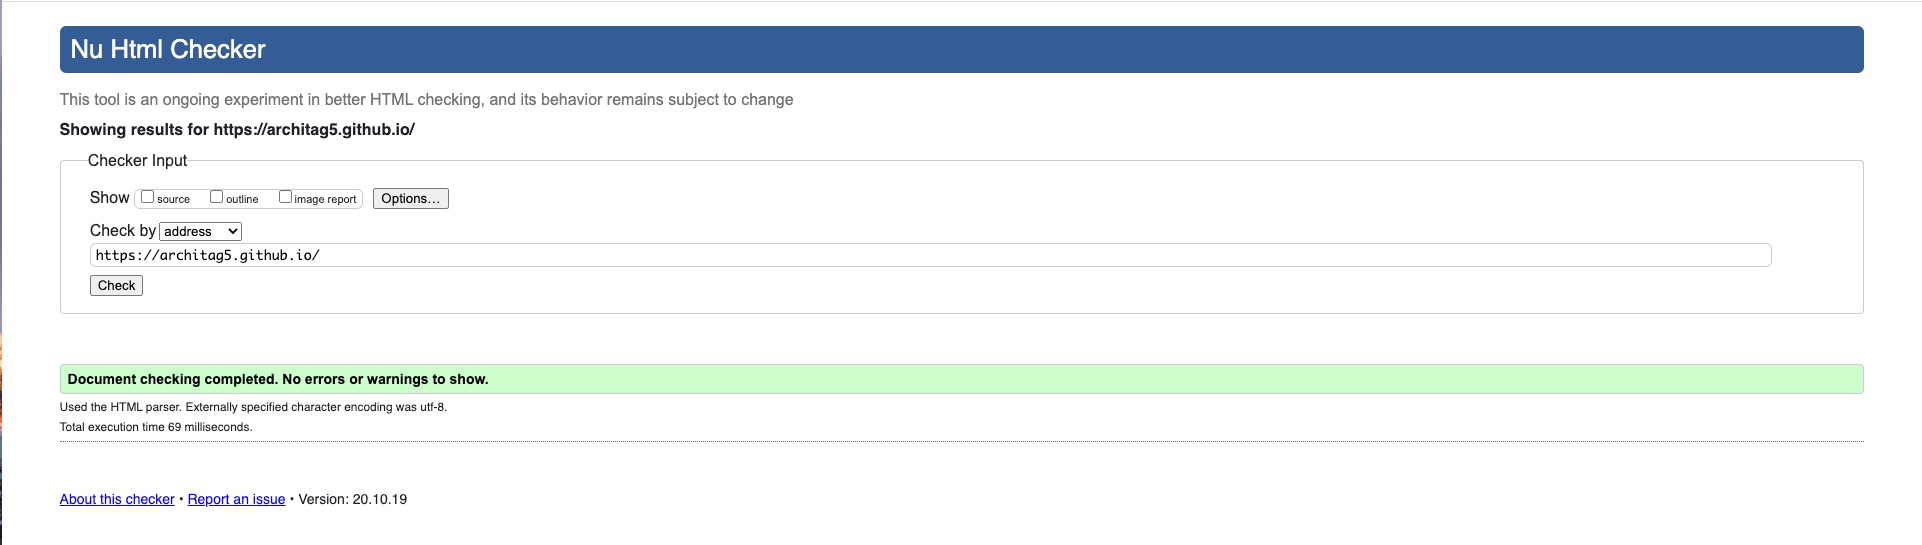 Nu Html Checker
This tool is an ongoing experiment in better HTML checking, and its behavior remains subject to change
Showing results for https://architag5.github.io/
Checker Input
Show source outline image report Options...
Check by address
https://architag5.github.io/
Check
Document checking completed. No errors or warnings to show.
Used the HTML parser. Externally specified character encoding was utf-8.
Total execution time 69 milliseconds.
About this checker • Report an issue • Version: 20.10.19